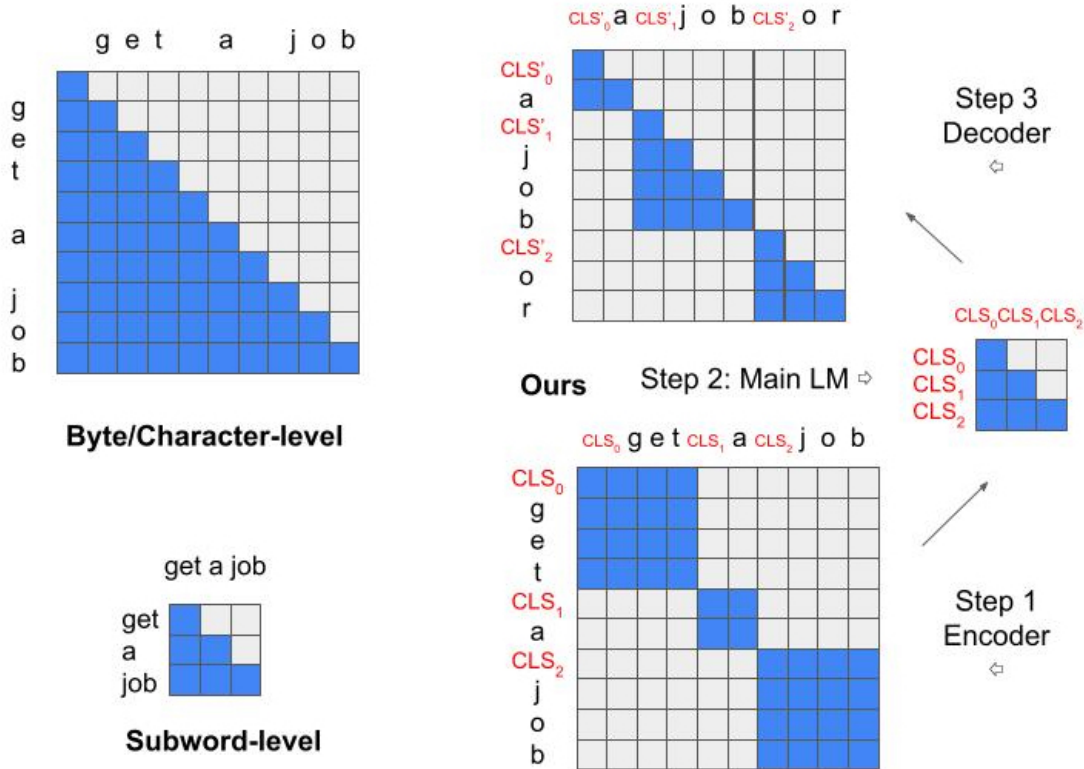 g e t a j o b
g
e
t
a
j
o
b
Byte/Character-level
get a job
get
a
job
Subword-level
CLS'₀ a CLS'₁ j o b CLS'₂ o r
CLS'₀
a
CLS'₁
j
o
b
CLS'₂
o
r
Step 3
Decoder
⇦
Ours
Step 2: Main LM ⇨
CLS₀ CLS₁ CLS₂
CLS₀
CLS₁
CLS₂
CLS₀ g e t CLS₁ a CLS₂ j o b
CLS₀
g
e
t
CLS₁
a
CLS₂
j
o
b
Step 1
Encoder
⇦